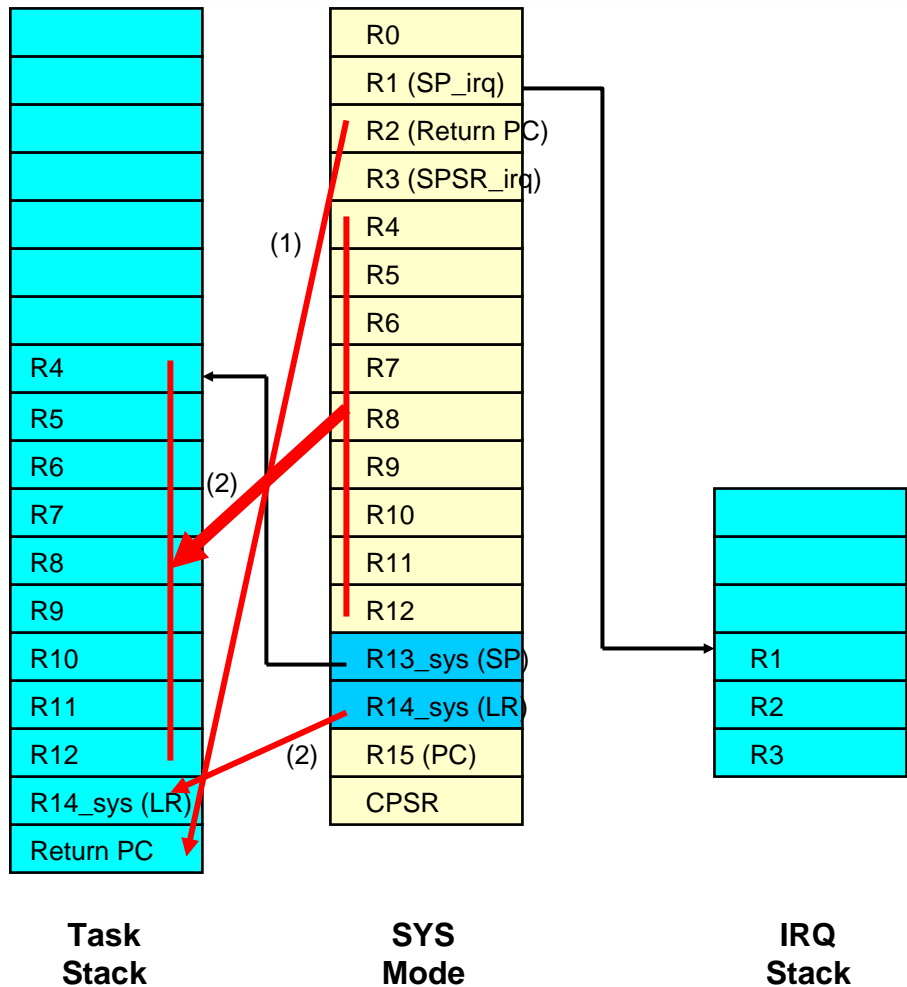 R0
R1 (SP_irq)
R2 (Return PC)
R3 (SPSR_irq)
R4
R5
R6
R7
R8
R9
R10
R11
R12
R13_sys (SP)
R14_sys (LR)
R15 (PC)
CPSR
(1)
(2)
(2)
R4
R5
R6
R7
R8
R9
R10
R11
R12
R14_sys (LR)
Return PC
R1
R2
R3
Task
Stack
SYS
Mode
IRQ
Stack